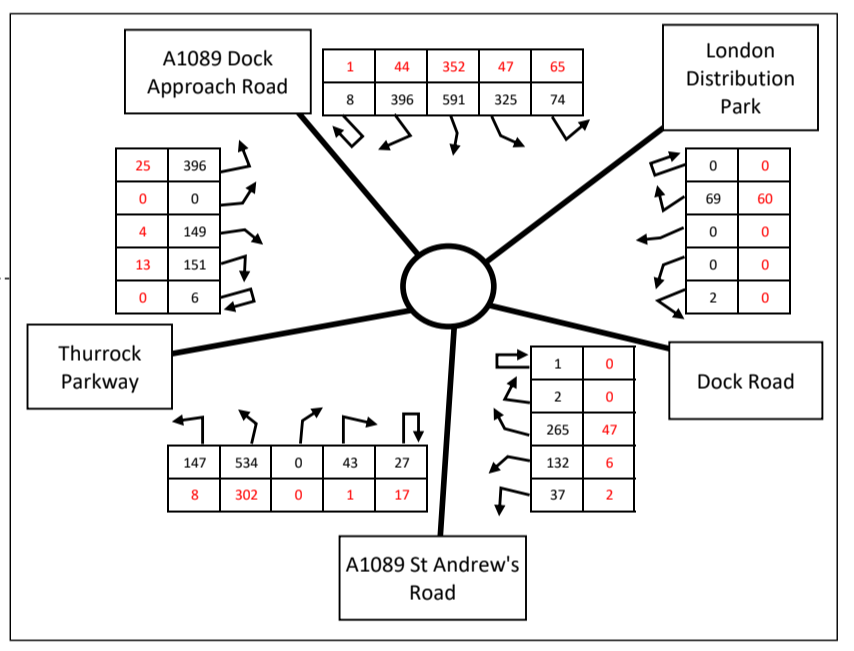 A1089 Dock
Approach Road
1 44 352 47 65
8 396 591 325 74
London
Distribution
Park
25 396
0 0
4 149
13 151
0 6
0 0
69 60
0 0
0 0
2 0
Thurrock
Parkway
Dock Road
1 0
2 0
265 47
132 6
37 2
147 534 0 43 27
8 302 0 1 17
A1089 St Andrew's
Road